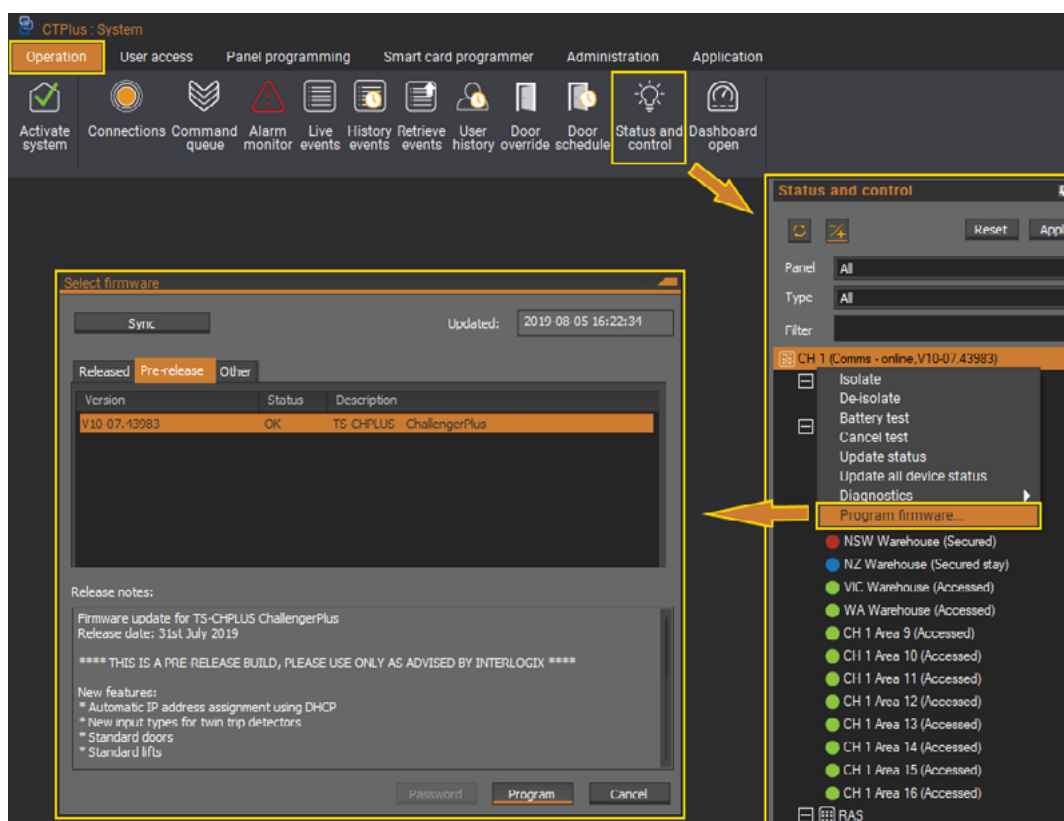 CTPlus : System
Operation User access Panel programming Smart card programmer Administration Application
Activate system
Connections
Command queue
Alarm monitor
Live events
History events
Retrieve events
User history
Door override
Door schedule
Status and control
Dashboard open
Status and control
Reset
Panel All
Type All
Filter
CH 1 (Comms - online,V10-07.43983)
Isolate
De-isolate
Battery test
Cancel test
Update status
Update all device status
Diagnostics
Program firmware...
NSW Warehouse (Secured)
NZ Warehouse (Secured stay)
VIC Warehouse (Accessed)
WA Warehouse (Accessed)
CH 1 Area 9 (Accessed)
CH 1 Area 10 (Accessed)
CH 1 Area 11 (Accessed)
CH 1 Area 12 (Accessed)
CH 1 Area 13 (Accessed)
CH 1 Area 14 (Accessed)
CH 1 Area 15 (Accessed)
CH 1 Area 16 (Accessed)
RAS
Select firmware
Sync Updated: 2019-08-05 16:22:34
Released Pre-release Other
Version Status Description
V10-07.43983 OK TS-CHPLUS - ChallengerPlus
Release notes:
Firmware update for TS-CHPLUS ChallengerPlus
Release date: 31st July 2019
**** THIS IS A PRE-RELEASE BUILD, PLEASE USE ONLY AS ADVISED BY INTERLOGIX ****
New features:
* Automatic IP address assignment using DHCP
* New input types for twin trip detectors
* Standard doors
* Standard lifts
Password Program Cancel